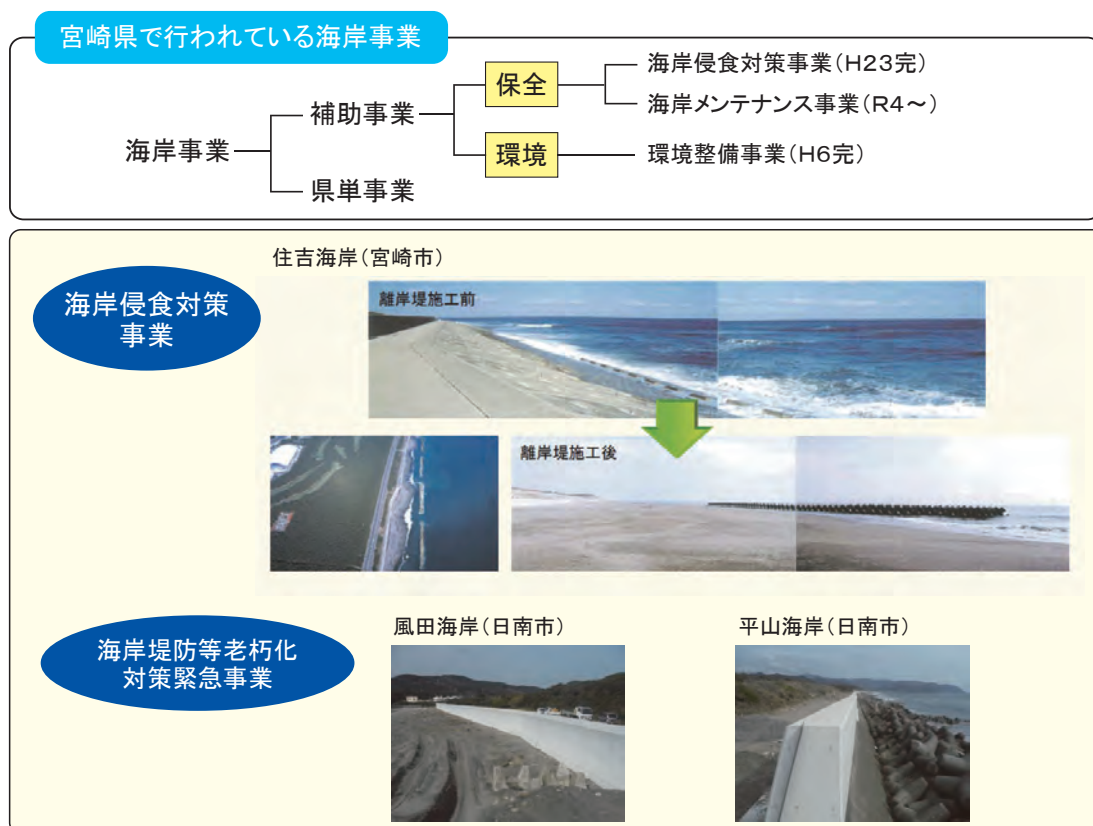 宮崎県で行われている海岸事業
海岸事業
補助事業
県単事業
保全
環境
海岸侵食対策事業(H23完)
海岸メンテナンス事業(R4～)
環境整備事業(H6完)
海岸侵食対策
事業
住吉海岸(宮崎市)
離岸堤施工前
離岸堤施工後
海岸堤防等老朽化
対策緊急事業
風田海岸(日南市)
平山海岸(日南市)